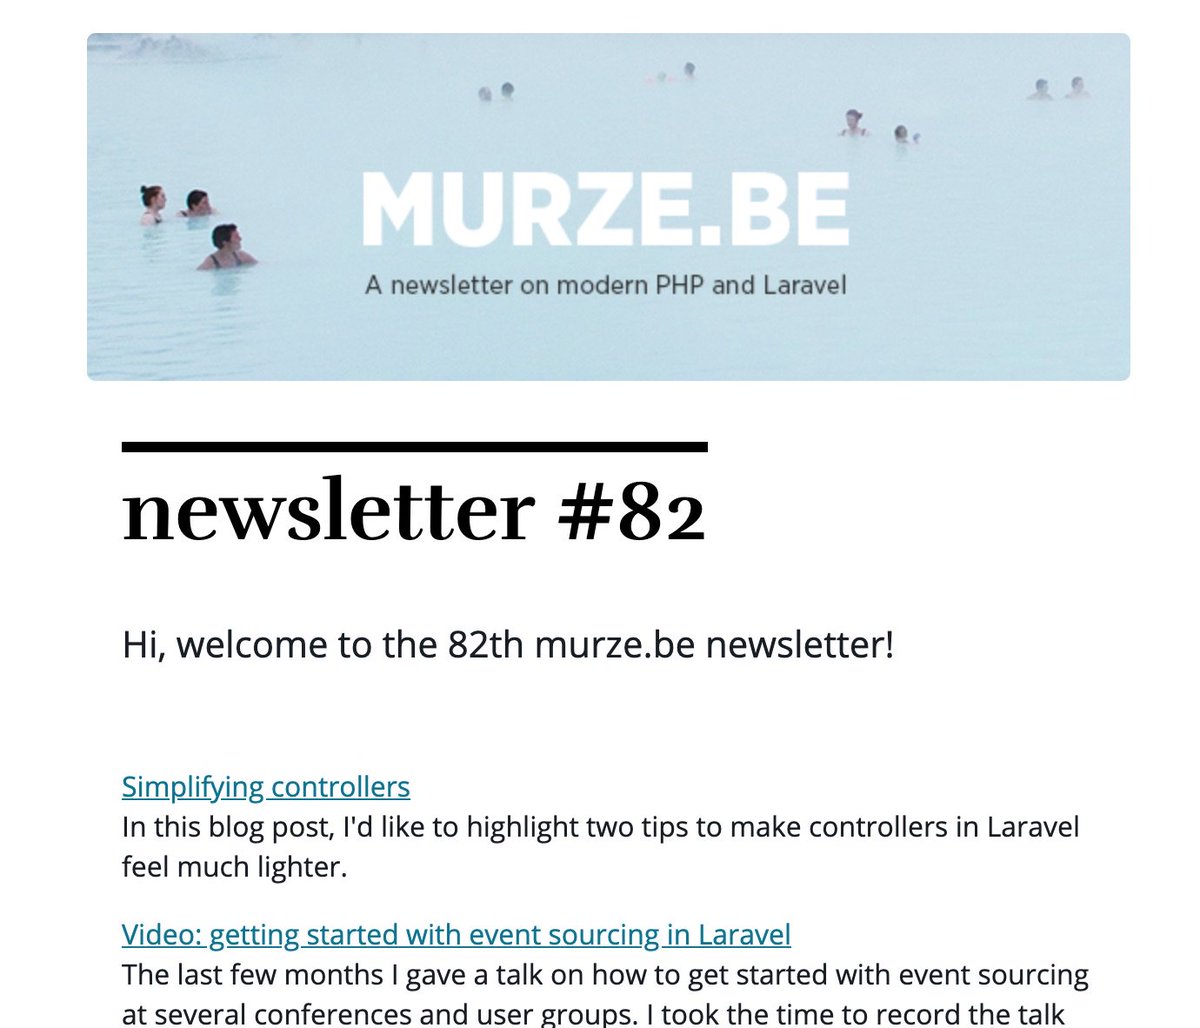 MURZE.BE
A newsletter on modern PHP and Laravel
newsletter #82
Hi, welcome to the 82th murze.be newsletter!
Simplifying controllers
In this blog post, I'd like to highlight two tips to make controllers in Laravel
feel much lighter.
Video: getting started with event sourcing in Laravel
The last few months I gave a talk on how to get started with event sourcing
at several conferences and user groups. I took the time to record the talk